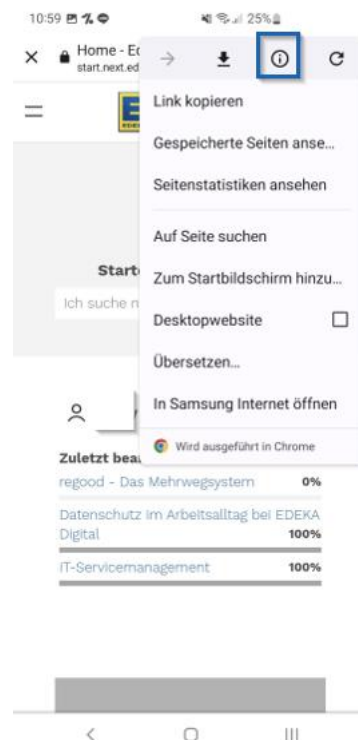 10:59
25%
Home - Ed
start.next.ed
Link kopieren
Gespeicherte Seiten anse...
Seitenstatistiken ansehen
Auf Seite suchen
Start
Zum Startbildschirm hinzu...
Ich suche n
Desktopwebsite
Übersetzen...
In Samsung Internet öffnen
Wird ausgeführt in Chrome
Zuletzt bea
regood - Das Mehrwegsystem 0%
Datenschutz im Arbeitsalltag bei EDEKA
Digital 100%
IT-Servicemanagement 100%